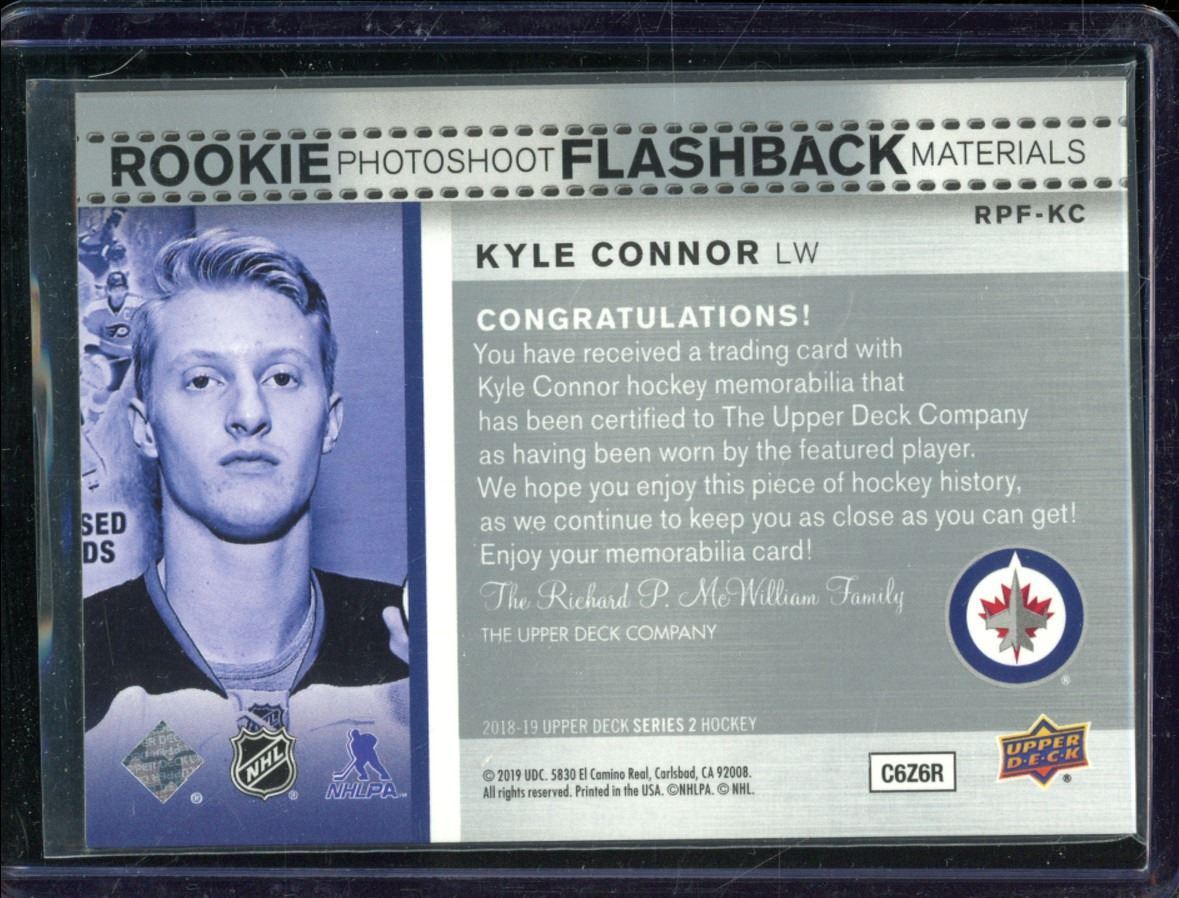 ROOKIE PHOTOSHOOT FLASHBACK MATERIALS
RPF-KC
KYLE CONNOR LW
CONGRATULATIONS!
You have received a trading card with
Kyle Connor hockey memorabilia that
has been certified to The Upper Deck Company
as having been worn by the featured player.
We hope you enjoy this piece of hockey history,
as we continue to keep you as close as you can get!
Enjoy your memorabilia card!
The Richard P. McWilliam Family
THE UPPER DECK COMPANY
2018-19 UPPER DECK SERIES 2 HOCKEY
© 2019 UDC. 5830 El Camino Real, Carlsbad, CA 92008.
All rights reserved. Printed in the USA. ©NHLPA. © NHL.
C6Z6R
UPPER
D·E·C·K
®
®
SED
DS
NHL
NHL
®
NHLPA
®